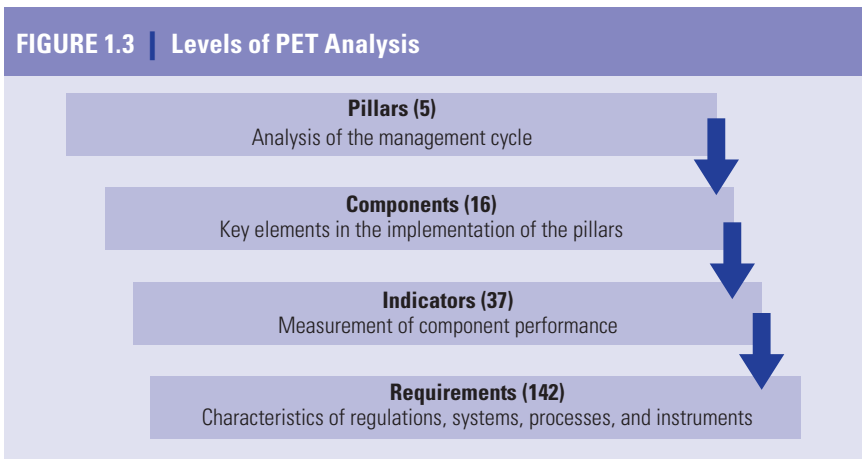 FIGURE 1.3 | Levels of PET Analysis
Pillars (5)
Analysis of the management cycle
Components (16)
Key elements in the implementation of the pillars
Indicators (37)
Measurement of component performance
Requirements (142)
Characteristics of regulations, systems, processes, and instruments